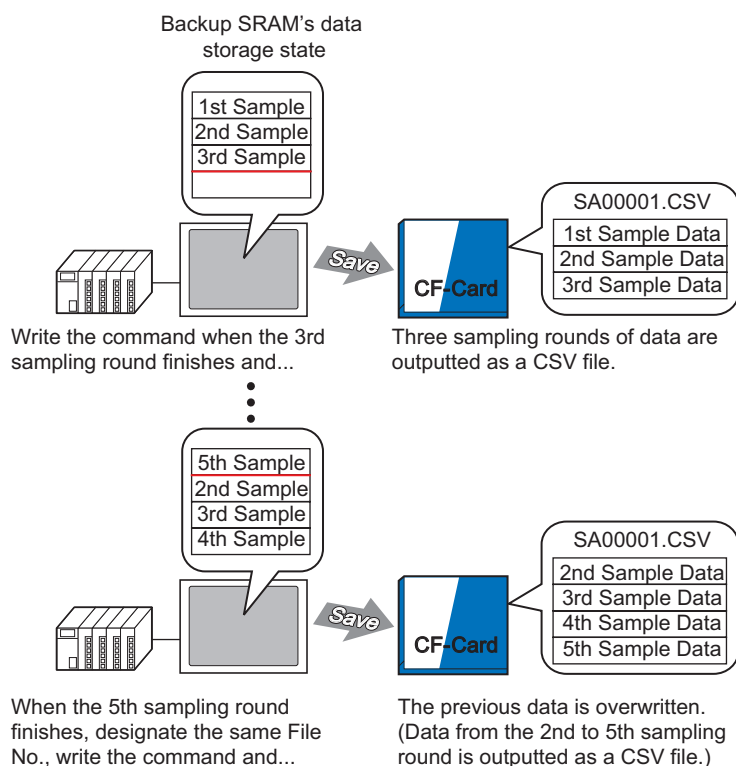 Backup SRAM's data
storage state
1st Sample
2nd Sample
3rd Sample
Save
CF-Card
SA00001.CSV
1st Sample Data
2nd Sample Data
3rd Sample Data
Write the command when the 3rd
sampling round finishes and...
Three sampling rounds of data are
outputted as a CSV file.
5th Sample
2nd Sample
3rd Sample
4th Sample
Save
CF-Card
SA00001.CSV
2nd Sample Data
3rd Sample Data
4th Sample Data
5th Sample Data
When the 5th sampling round
finishes, designate the same File
No., write the command and...
The previous data is overwritten.
(Data from the 2nd to 5th sampling
round is outputted as a CSV file.)